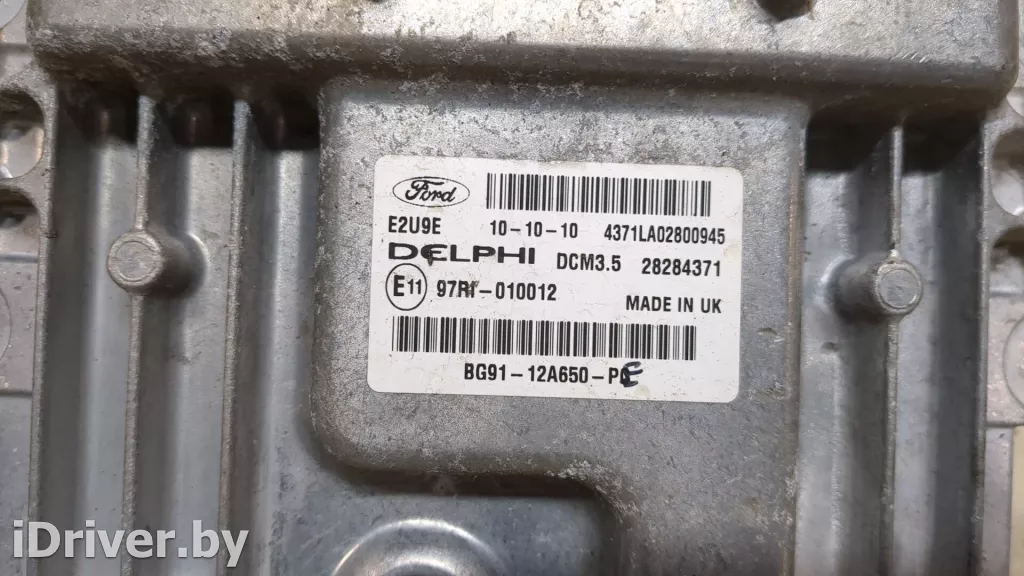 Ford
E2U9E 10-10-10 4371LA02800945
DELPHI DCM3.5 28284371
E11 97RI-010012 MADE IN UK
BG91-12A650-PE
iDriver.by